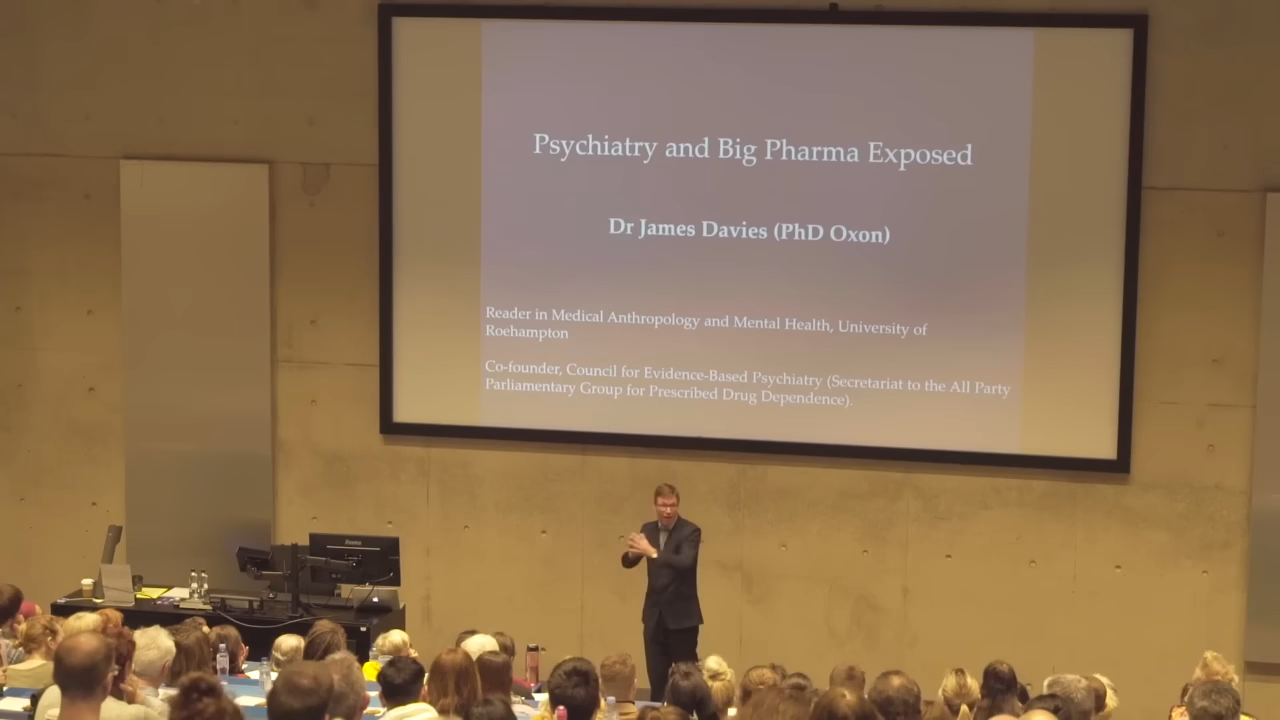 Psychiatry and Big Pharma Exposed
Dr James Davies (PhD Oxon)
Reader in Medical Anthropology and Mental Health, University of
Roehampton
Co-founder, Council for Evidence-Based Psychiatry (Secretariat to the All Party
Parliamentary Group for Prescribed Drug Dependence).